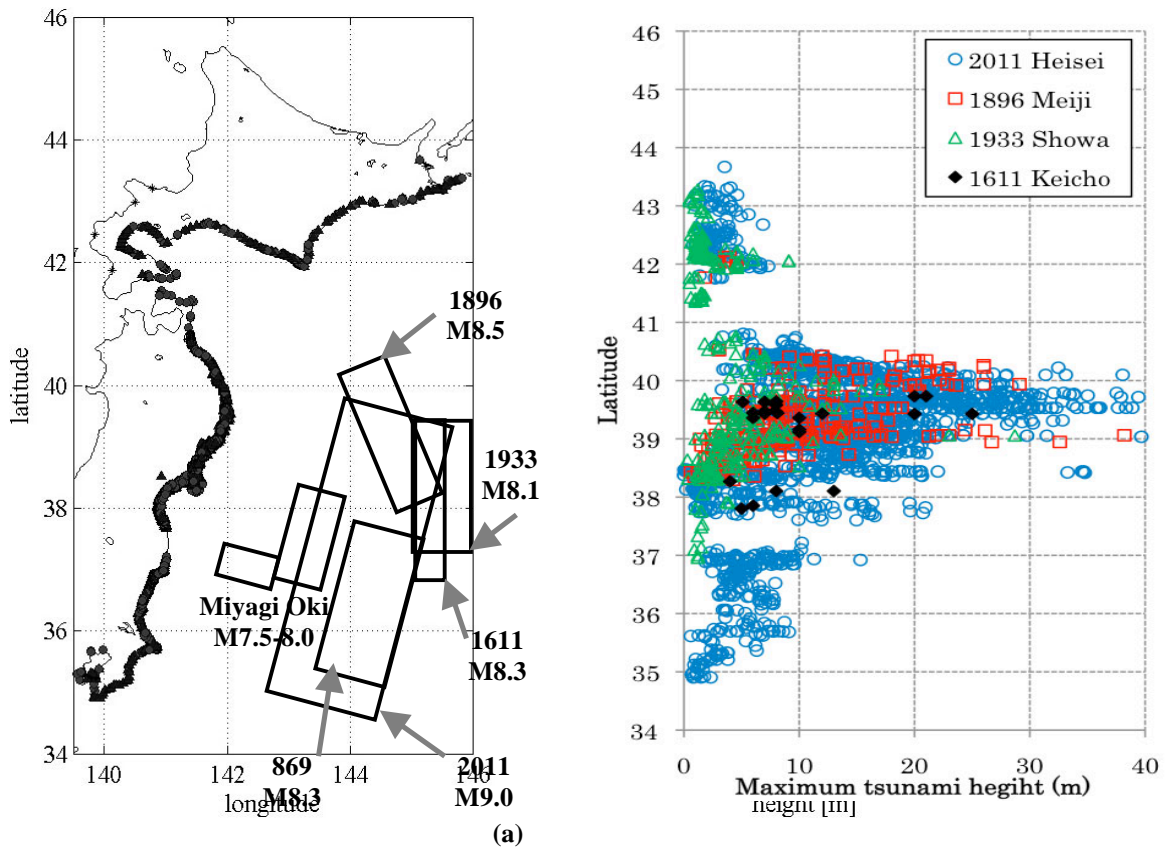 46
44
42
40
38
36
34
latitude
140
142
144
146
longitude
1896
M8.5
1933
M8.1
1611
M8.3
Miyagi Oki
M7.5-8.0
869
M8.3
2011
M9.0
46
45
44
43
42
41
40
39
38
37
36
35
34
Latitude
2011 Heisei
1896 Meiji
1933 Showa
1611 Keicho
0
10
20
30
40
Maximum tsunami hegiht (m)
height [m]
(a)